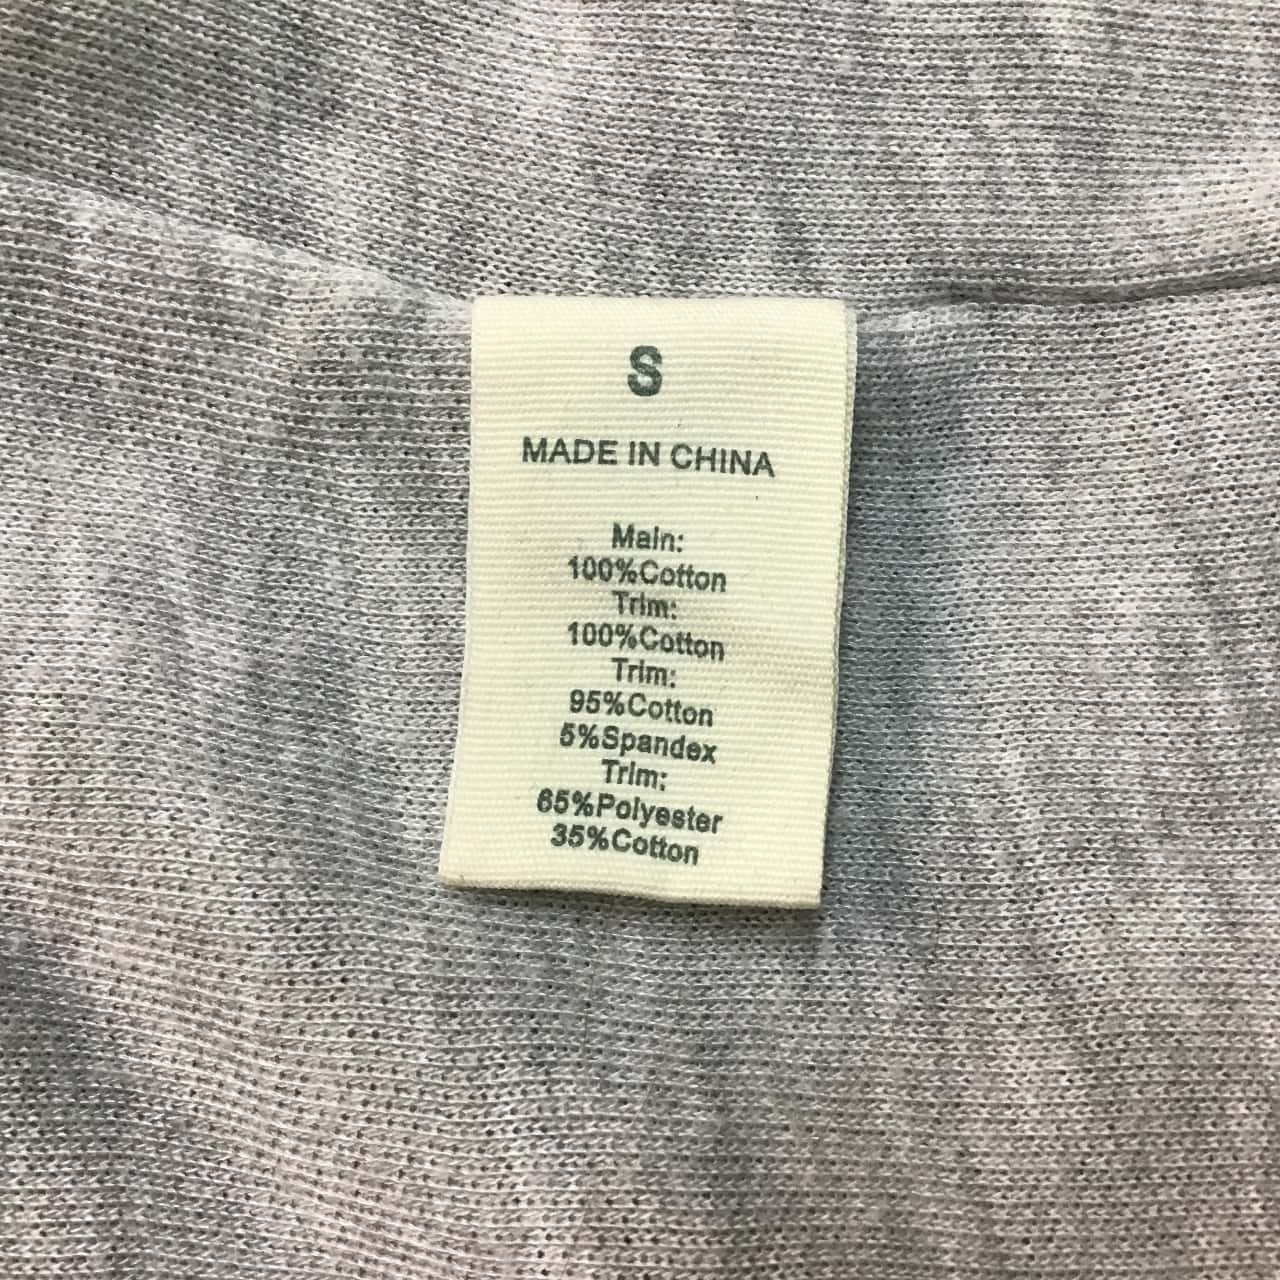 S
MADE IN CHINA
Main:
100%Cotton
Trim:
100%Cotton
Trim:
95%Cotton
5%Spandex
Trim:
65%Polyester
35%Cotton